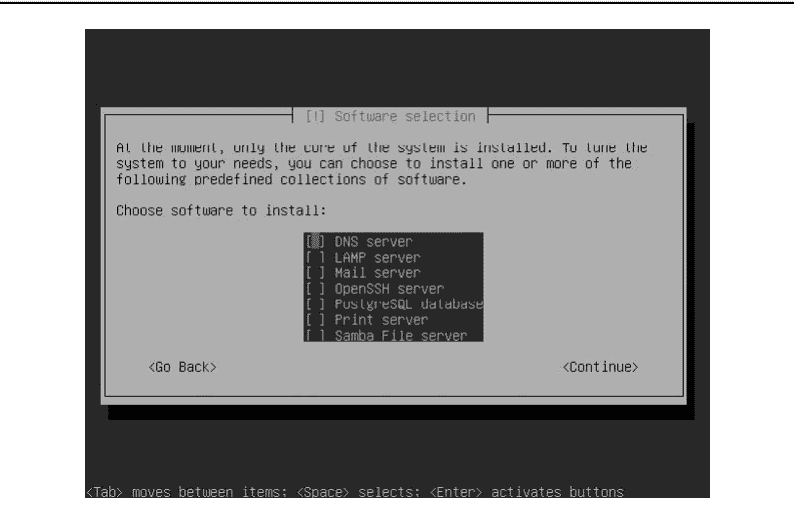 [!] Software selection
At the moment, only the core of the system is installed. To tune the
system to your needs, you can choose to install one or more of the
following predefined collections of software.
Choose software to install:
[ ] DNS server
[ ] LAMP server
[ ] Mail server
[ ] OpenSSH server
[ ] PostgreSQL database
[ ] Print server
[ ] Samba File server
<Go Back> <Continue>
<Tab> moves between items; <Space> selects; <Enter> activates buttons